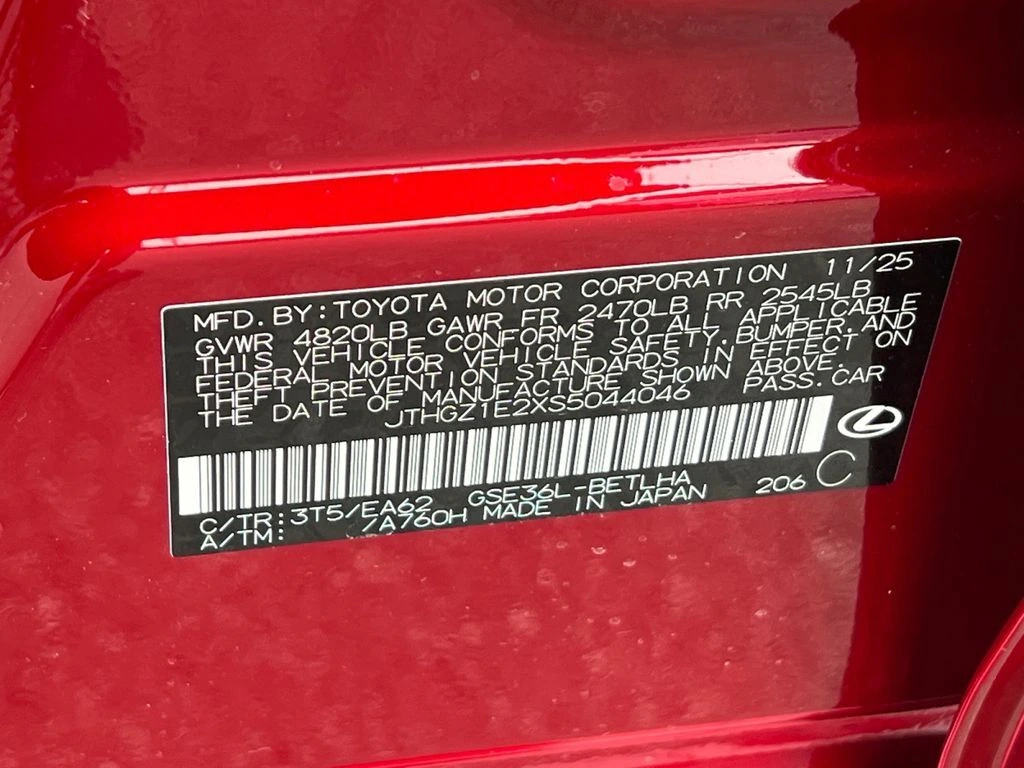 MFD. BY: TOYOTA MOTOR CORPORATION 11/25
GVWR 4820LB GAWR FR 2470LB RR 2545LB
THIS VEHICLE CONFORMS TO ALL APPLICABLE
FEDERAL MOTOR VEHICLE SAFETY, BUMPER, AND
THEFT PREVENTION STANDARDS IN EFFECT ON
THE DATE OF MANUFACTURE SHOWN ABOVE.
JTHGZ1E2XS5044046 PASS. CAR
C/TR: 3T5/EA62 GSE36L-BETLHA 206 C
A/TM: /A760H MADE IN JAPAN